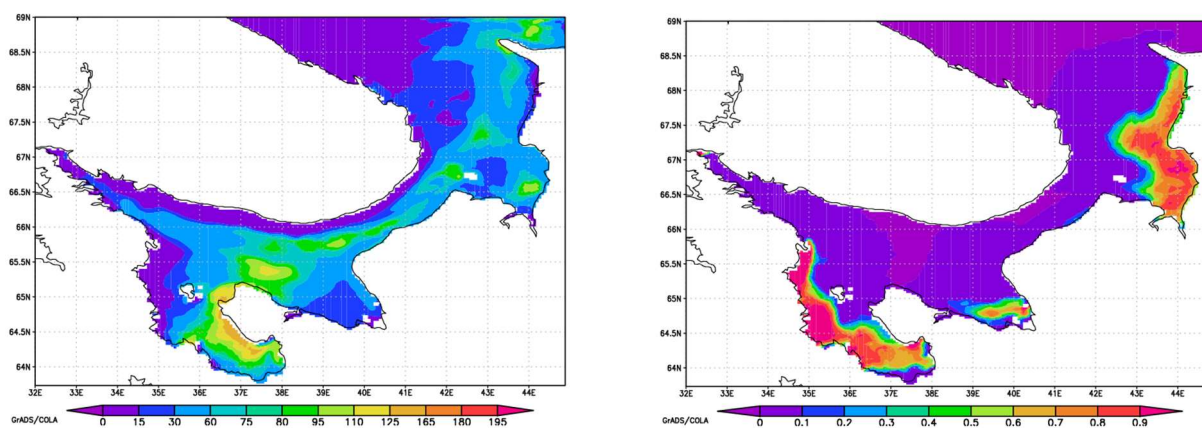 69N
68.5N
68N
67.5N
67N
66.5N
66N
65.5N
65N
64.5N
64N
32E 33E 34E 35E 36E 37E 38E 39E 40E 41E 42E 43E 44E
GrADS/COLA
0 15 30 60 75 80 95 110 125 165 180 195
69N
68.5N
68N
67.5N
67N
66.5N
66N
65.5N
65N
64.5N
64N
32E 33E 34E 35E 36E 37E 38E 39E 40E 41E 42E 43E 44E
GrADS/COLA
0 0.1 0.2 0.3 0.4 0.5 0.6 0.7 0.8 0.9